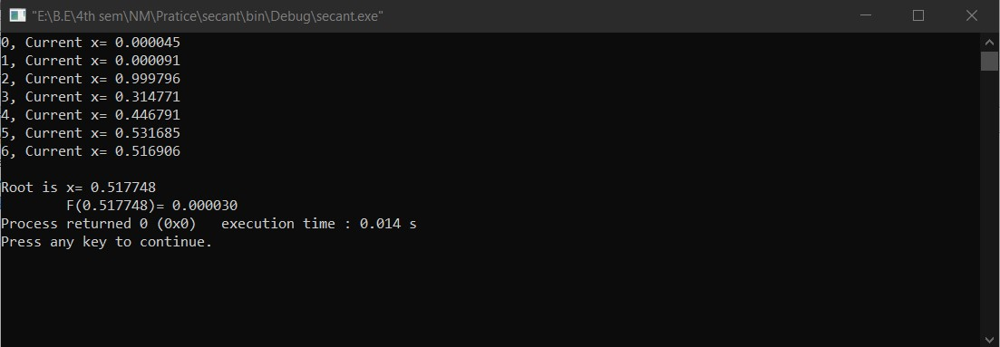 "E:\B.E\4th sem\NM\Pratice\secant\bin\Debug\secant.exe"
0, Current x= 0.000045
1, Current x= 0.000091
2, Current x= 0.999796
3, Current x= 0.314771
4, Current x= 0.446791
5, Current x= 0.531685
6, Current x= 0.516906
Root is x= 0.517748
F(0.517748)= 0.000030
Process returned 0 (0x0)   execution time : 0.014 s
Press any key to continue.